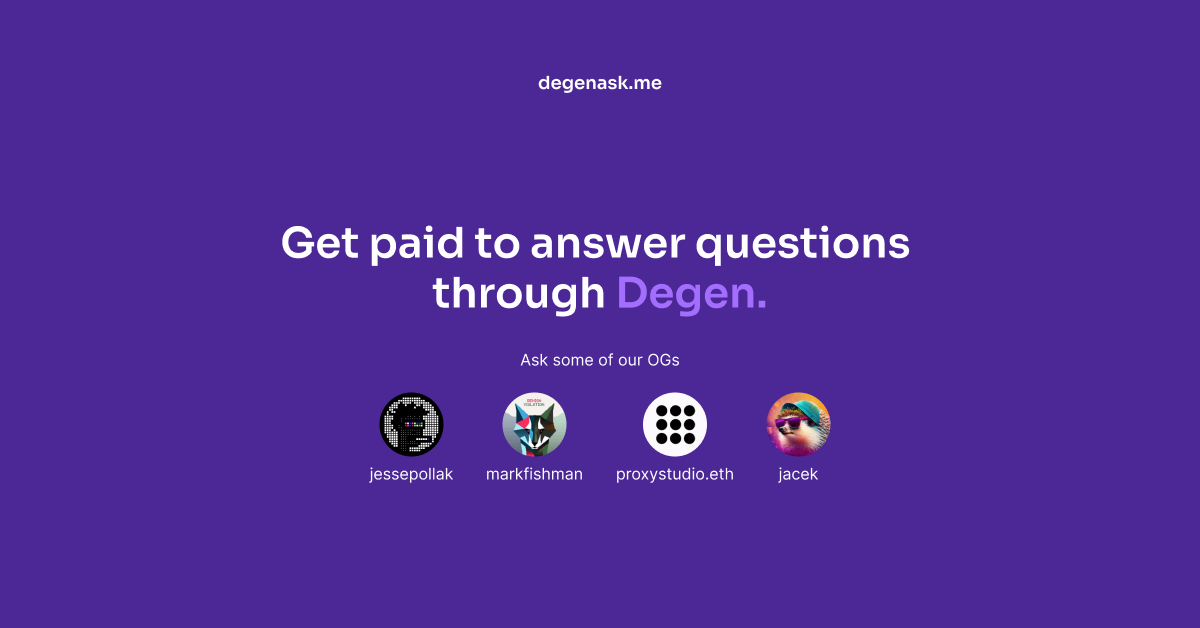 degenask.me
Get paid to answer questions
through Degen.
Ask some of our OGs
jessepollak
markfishman
proxystudio.eth
jacek